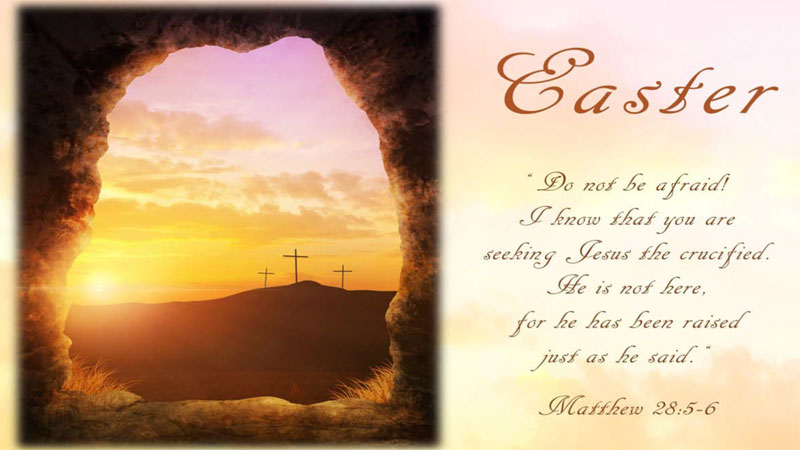 Easter
"Do not be afraid!
I know that you are
seeking Jesus the crucified.
He is not here,
for he has been raised
just as he said."
Matthew 28:5-6